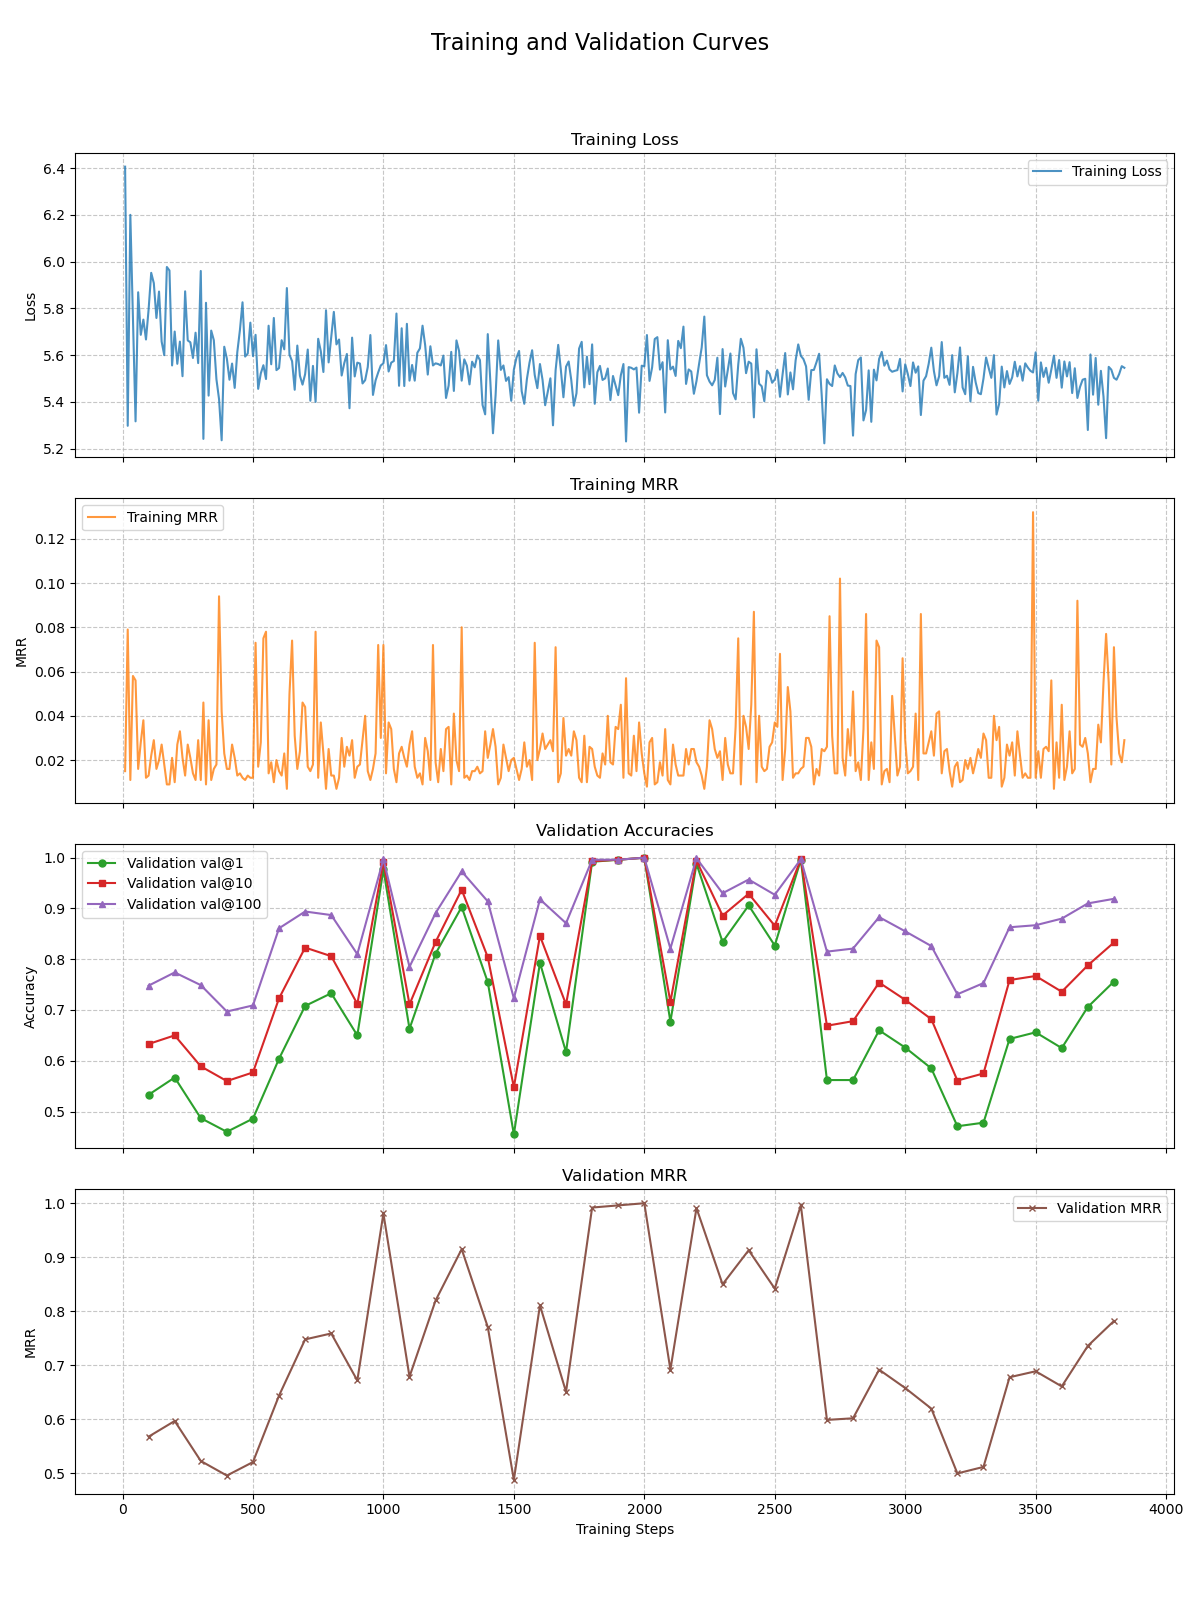 Training and Validation Curves
Training Loss
6.4
6.2
6.0
5.8
5.6
5.4
5.2
Loss
Training Loss
Training MRR
0.12
0.10
0.08
0.06
0.04
0.02
MRR
Training MRR
Validation Accuracies
1.0
0.9
0.8
0.7
0.6
0.5
Accuracy
Validation val@1
Validation val@10
Validation val@100
Validation MRR
1.0
0.9
0.8
0.7
0.6
0.5
MRR
Validation MRR
0 500 1000 1500 2000 2500 3000 3500 4000
Training Steps